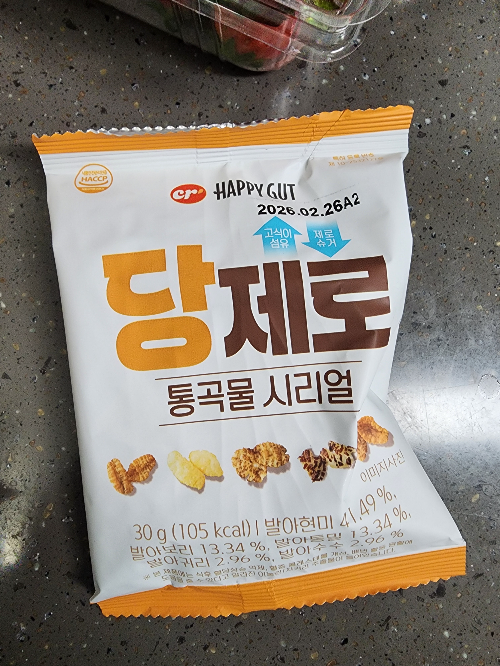 HACCP
cr HAPPY GUT
2026.02.26A2
고식이
섬유
제로
슈거
당제로
통곡물 시리얼
이미지사진
30 g (105 kcal) | 발아현미 41.49 %,
발아보리 13.34 %, 발아통밀 13.34 %,
발아귀리 2.96 %, 발아수수 2.96 %